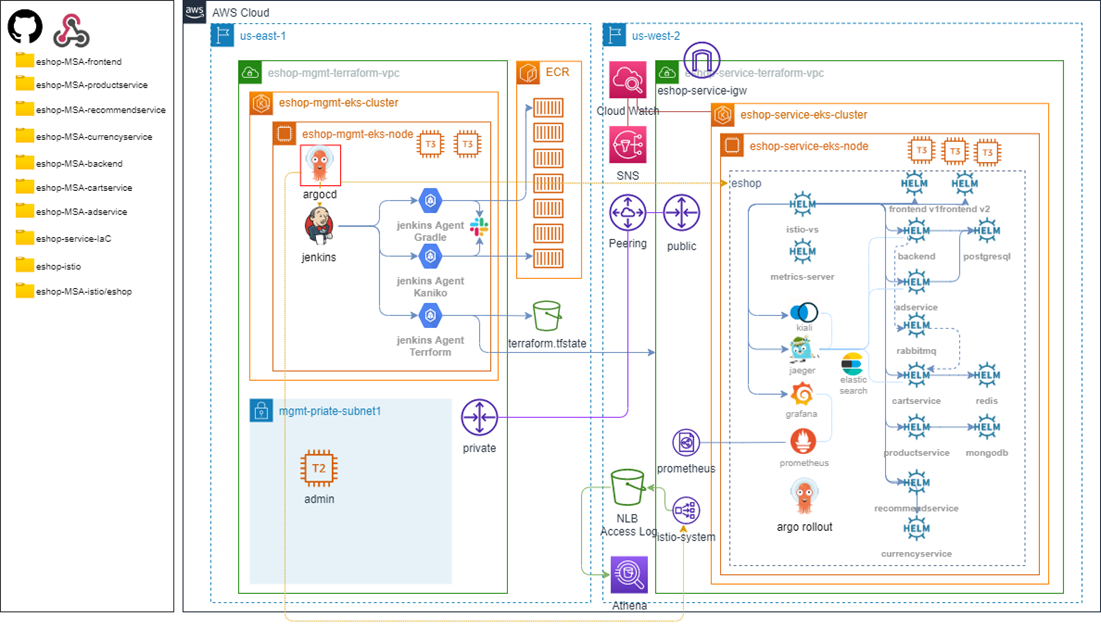 eshop-MSA-frontend
eshop-MSA-productservice
eshop-MSA-recommendservice
eshop-MSA-currencyservice
eshop-MSA-backend
eshop-MSA-cartservice
eshop-MSA-adservice
eshop-service-IaC
eshop-istio
eshop-MSA-istio/eshop
aws
AWS Cloud
us-east-1
eshop-mgmt-terraform-vpc
ECR
eshop-mgmt-eks-cluster
eshop-mgmt-eks-node
T3
T3
argocd
jenkins
jenkins Agent
Gradle
jenkins Agent
Kaniko
jenkins Agent
Terrform
terraform.tfstate
mgmt-priate-subnet1
T2
admin
private
us-west-2
eshop-service-terraform-vpc
eshop-service-igw
Cloud Watch
SNS
Peering
public
prometheus
NLB
Access Log
istio-system
Athena
eshop-service-eks-cluster
eshop-service-eks-node
T3
T3
T3
eshop
HELM
istio-vs
HELM
metrics-server
HELM
frontend v1
HELM
frontend v2
HELM
backend
HELM
postgresql
HELM
adservice
HELM
rabbitmq
kiali
jaeger
elastic
search
grafana
prometheus
argo rollout
HELM
cartservice
HELM
redis
HELM
productservice
HELM
mongodb
HELM
recommendservice
HELM
currencyservice